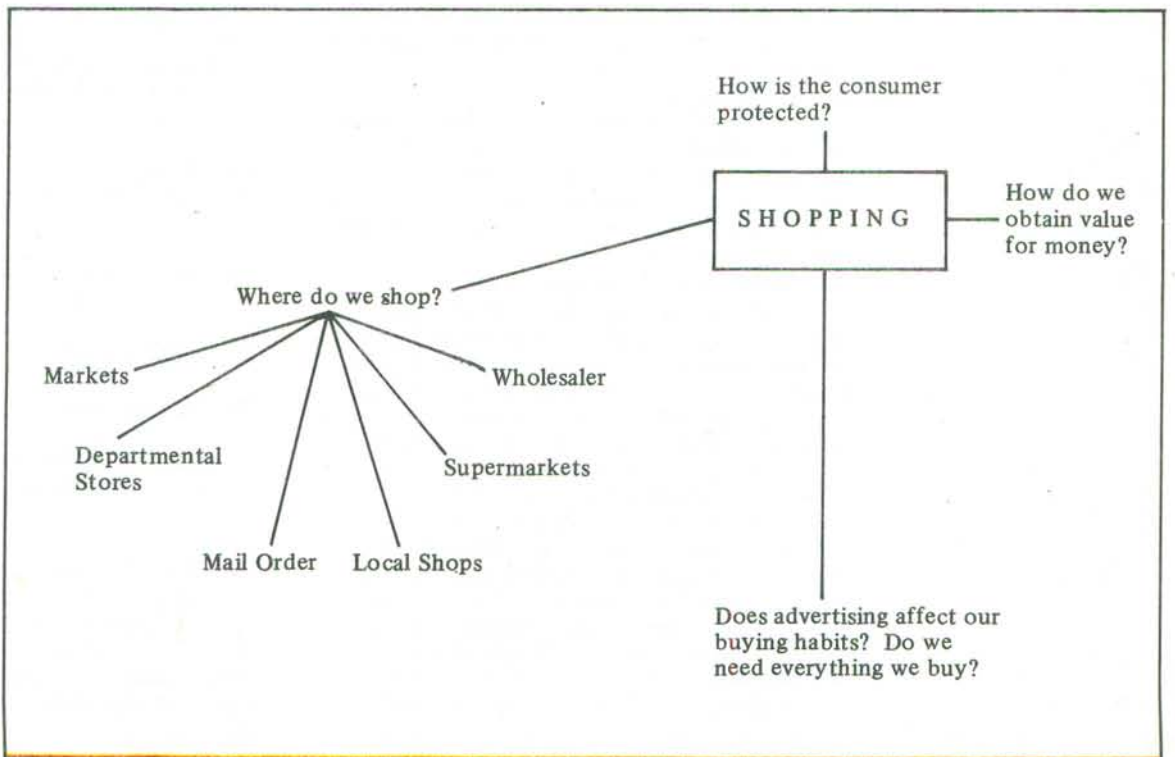 How is the consumer
protected?
SHOPPING
How do we
obtain value
for money?
Where do we shop?
Markets
Wholesaler
Departmental
Stores
Supermarkets
Mail Order
Local Shops
Does advertising affect our
buying habits? Do we
need everything we buy?